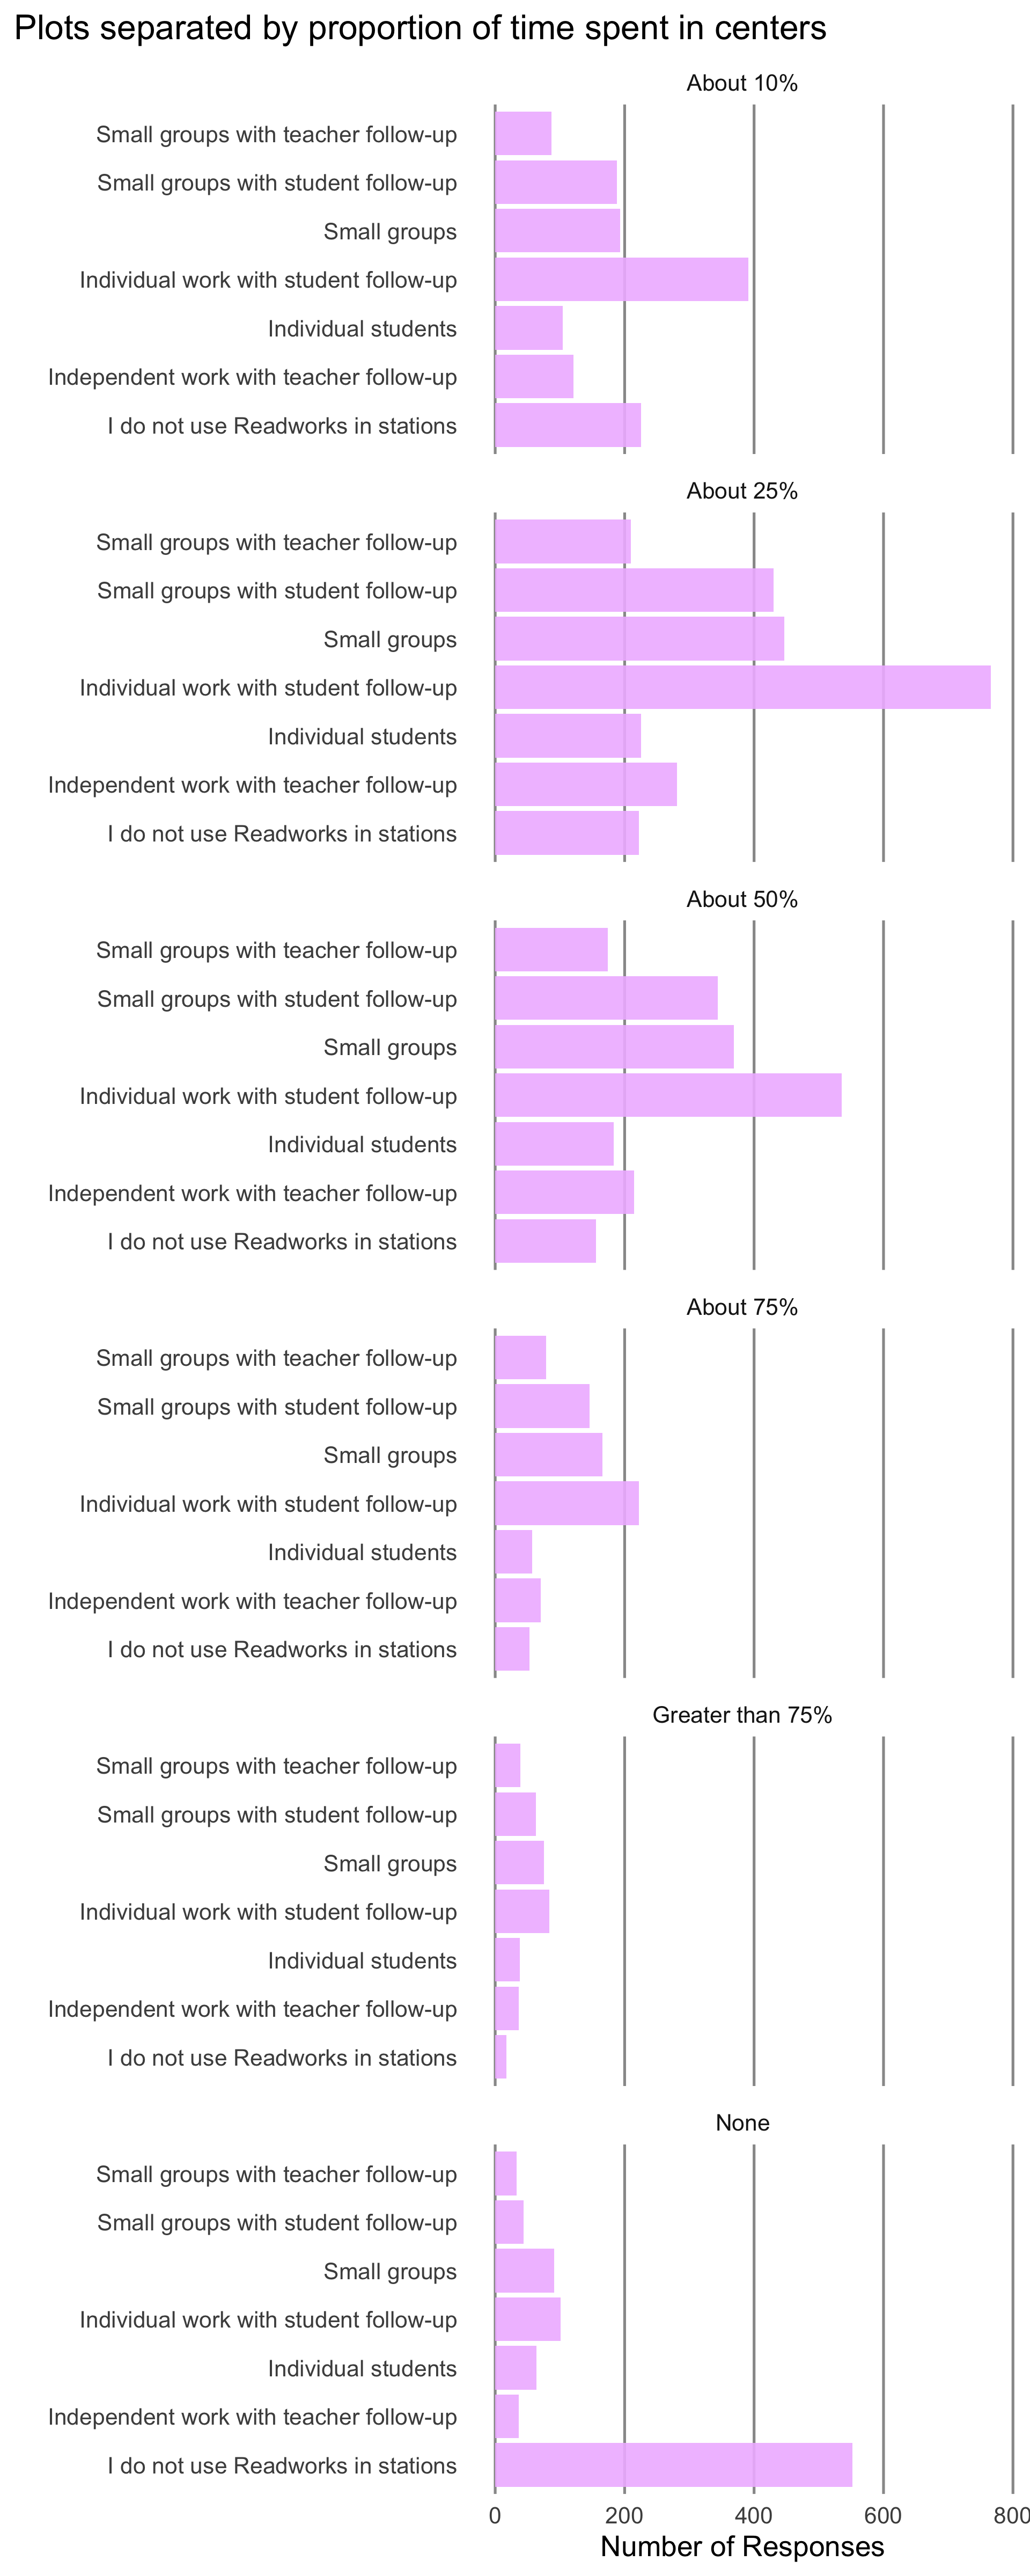 Plots separated by proportion of time spent in centers
About 10%
Small groups with teacher follow-up
Small groups with student follow-up
Small groups
Individual work with student follow-up
Individual students
Independent work with teacher follow-up
I do not use Readworks in stations
About 25%
Small groups with teacher follow-up
Small groups with student follow-up
Small groups
Individual work with student follow-up
Individual students
Independent work with teacher follow-up
I do not use Readworks in stations
About 50%
Small groups with teacher follow-up
Small groups with student follow-up
Small groups
Individual work with student follow-up
Individual students
Independent work with teacher follow-up
I do not use Readworks in stations
About 75%
Small groups with teacher follow-up
Small groups with student follow-up
Small groups
Individual work with student follow-up
Individual students
Independent work with teacher follow-up
I do not use Readworks in stations
Greater than 75%
Small groups with teacher follow-up
Small groups with student follow-up
Small groups
Individual work with student follow-up
Individual students
Independent work with teacher follow-up
I do not use Readworks in stations
None
Small groups with teacher follow-up
Small groups with student follow-up
Small groups
Individual work with student follow-up
Individual students
Independent work with teacher follow-up
I do not use Readworks in stations
0 200 400 600 800
Number of Responses